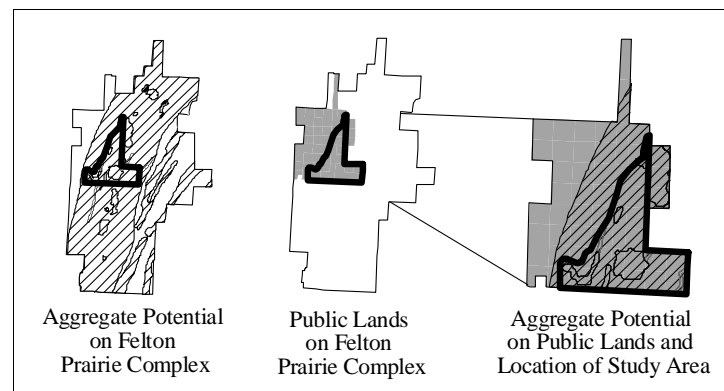 Aggregate Potential
on Felton
Prairie Complex
Public Lands
on Felton
Prairie Complex
Aggregate Potential
on Public Lands and
Location of Study Area